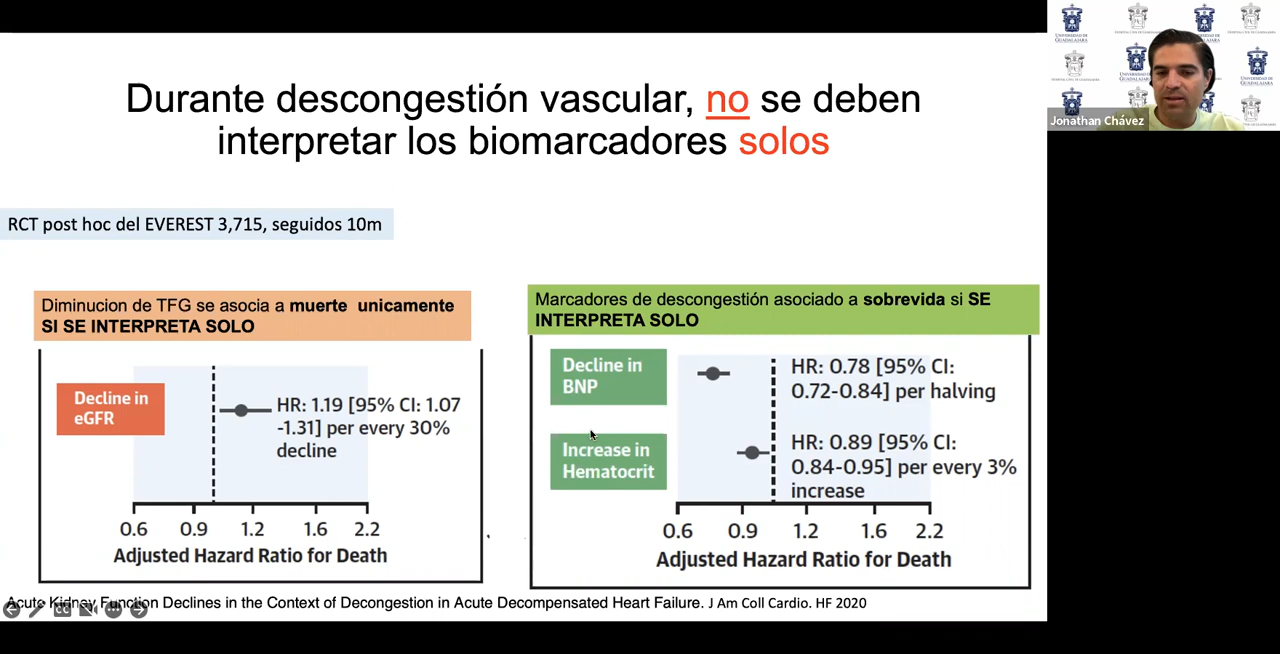 Durante descongestión vascular, no se deben
interpretar los biomarcadores solos
RCT post hoc del EVEREST 3,715, seguidos 10m
Diminucion de TFG se asocia a muerte unicamente
SI SE INTERPRETA SOLO
Decline in
eGFR
HR: 1.19 [95% CI: 1.07
-1.31] per every 30%
decline
0.6 0.9 1.2 1.6 2.2
Adjusted Hazard Ratio for Death
Marcadores de descongestión asociado a sobrevida si SE
INTERPRETA SOLO
Decline in
BNP
HR: 0.78 [95% CI:
0.72-0.84] per halving
Increase in
Hematocrit
HR: 0.89 [95% CI:
0.84-0.95] per every 3%
increase
0.6 0.9 1.2 1.6 2.2
Adjusted Hazard Ratio for Death
Acute Kidney Function Declines in the Context of Decongestion in Acute Decompensated Heart Failure. J Am Coll Cardio. HF 2020
UNIVERSIDAD DE
GUADALAJARA
Jonathan Chávez